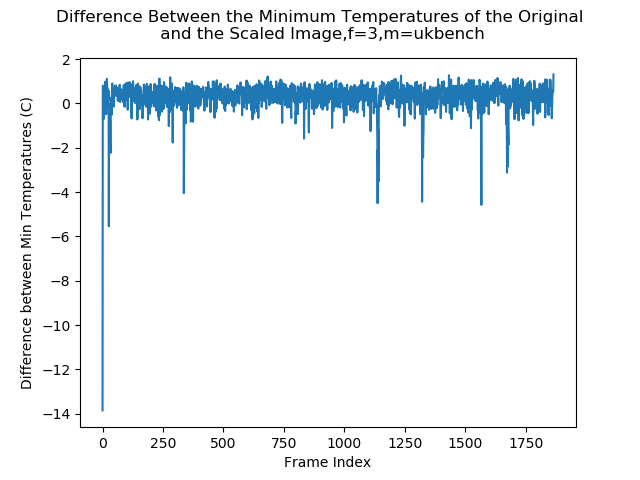 Difference Between the Minimum Temperatures of the Original
and the Scaled Image,f=3,m=ukbench
Difference between Min Temperatures (C)
2
0
−2
−4
−6
−8
−10
−12
−14
0 250 500 750 1000 1250 1500 1750
Frame Index